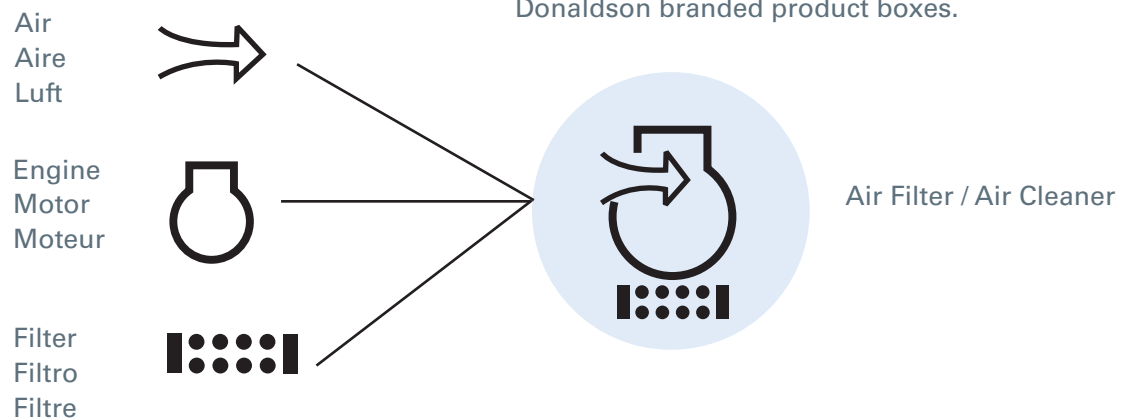 Donaldson branded product boxes.
Air
Aire
Luft
Engine
Motor
Moteur
Air Filter / Air Cleaner
Filter
Filtro
Filtre